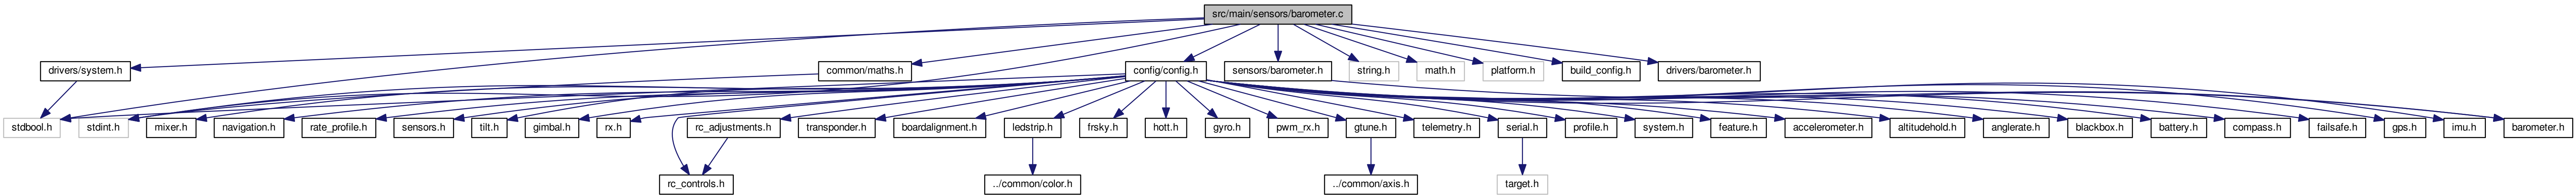 src/main/sensors/barometer.c
drivers/system.h
common/maths.h
config/config.h
sensors/barometer.h
string.h
math.h
platform.h
build_config.h
drivers/barometer.h
stdbool.h
stdint.h
mixer.h
navigation.h
rate_profile.h
sensors.h
tilt.h
gimbal.h
rx.h
rc_adjustments.h
transponder.h
boardalignment.h
ledstrip.h
frsky.h
hott.h
gyro.h
pwm_rx.h
gtune.h
telemetry.h
serial.h
profile.h
system.h
feature.h
accelerometer.h
altitudehold.h
anglerate.h
blackbox.h
battery.h
compass.h
failsafe.h
gps.h
imu.h
barometer.h
rc_controls.h
../common/color.h
../common/axis.h
target.h